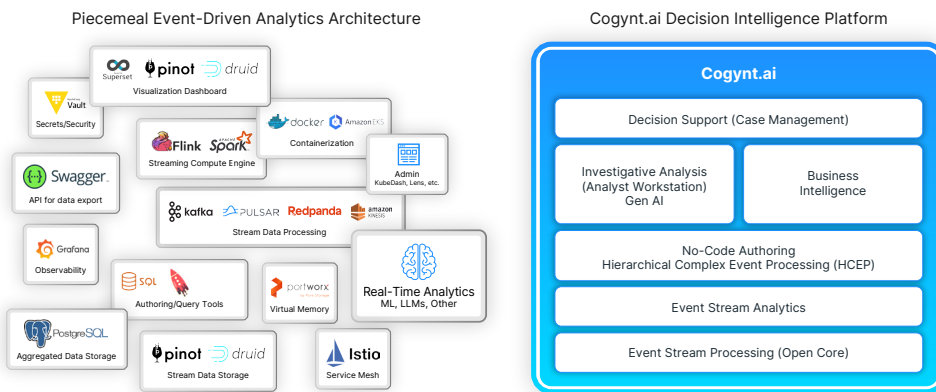 Piecemeal Event-Driven Analytics Architecture
Superset
pinot
druid
Visualization Dashboard
Vault
Secrets/Security
Flink
APACHE
Spark
Streaming Compute Engine
docker
Amazon EKS
Containerization
Admin
KubeDash, Lens, etc.
Swagger
API for data export
kafka
PULSAR
Redpanda
amazon
KINESIS
Stream Data Processing
Grafana
Observability
SQL
Authoring/Query Tools
portworx
Virtual Memory
Real-Time Analytics
ML, LLMs, Other
PostgreSQL
Aggregated Data Storage
pinot
druid
Stream Data Storage
Istio
Service Mesh
Cogynt.ai Decision Intelligence Platform
Cogynt.ai
Decision Support (Case Management)
Investigative Analysis
(Analyst Workstation)
Gen AI
Business
Intelligence
No-Code Authoring
Hierarchical Complex Event Processing (HCEP)
Event Stream Analytics
Event Stream Processing (Open Core)